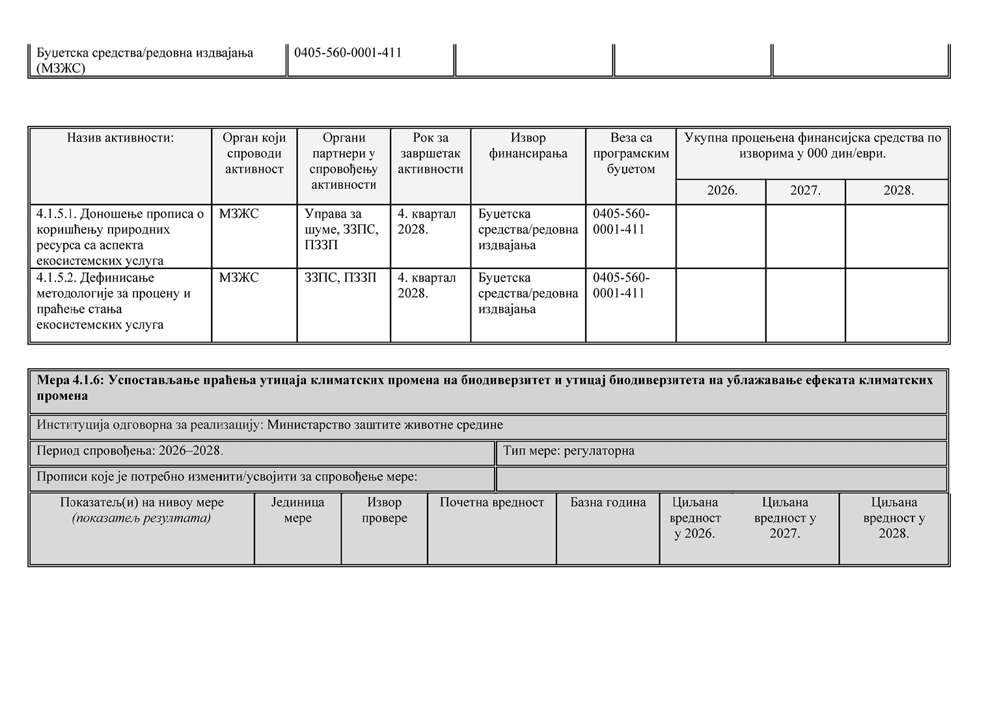 Буџетска средства/редовна издвајања
(МЗЖС)
0405-560-0001-411
Назив активности:
Орган који
спроводи
активност
Органи
партнери у
спровођењу
активности
Рок за
завршетак
активности
Извор
финансирања
Веза са
програмским
буџетом
Укупна процењена финансијска средства по
изворима у 000 дин/еври.
2026.
2027.
2028.
4.1.5.1. Доношење прописа о
коришћењу природних
ресурса са аспекта
екосистемских услуга
МЗЖС
Управа за
шуме, ЗЗПС,
ПЗЗП
4. квартал
2028.
Буџетска
средства/редовна
издвајања
0405-560-
0001-411
4.1.5.2. Дефинисање
методологије за процену и
праћење стања
екосистемских услуга
МЗЖС
ЗЗПС, ПЗЗП
4. квартал
2028.
Буџетска
средства/редовна
издвајања
0405-560-
0001-411
Мера 4.1.6: Успостављање праћења утицаја климатских промена на биодиверзитет и утицај биодиверзитета на ублажавање ефеката климатских
промена
Институција одговорна за реализацију: Министарство заштите животне средине
Период спровођења: 2026–2028.
Тип мере: регулаторна
Прописи које је потребно изменити/усвојити за спровођење мере:
Показатељ(и) на нивоу мере
(показатељ резултата)
Јединица
мере
Извор
провере
Почетна вредност
Базна година
Циљана
вредност
у 2026.
Циљана
вредност у
2027.
Циљана
вредност у
2028.